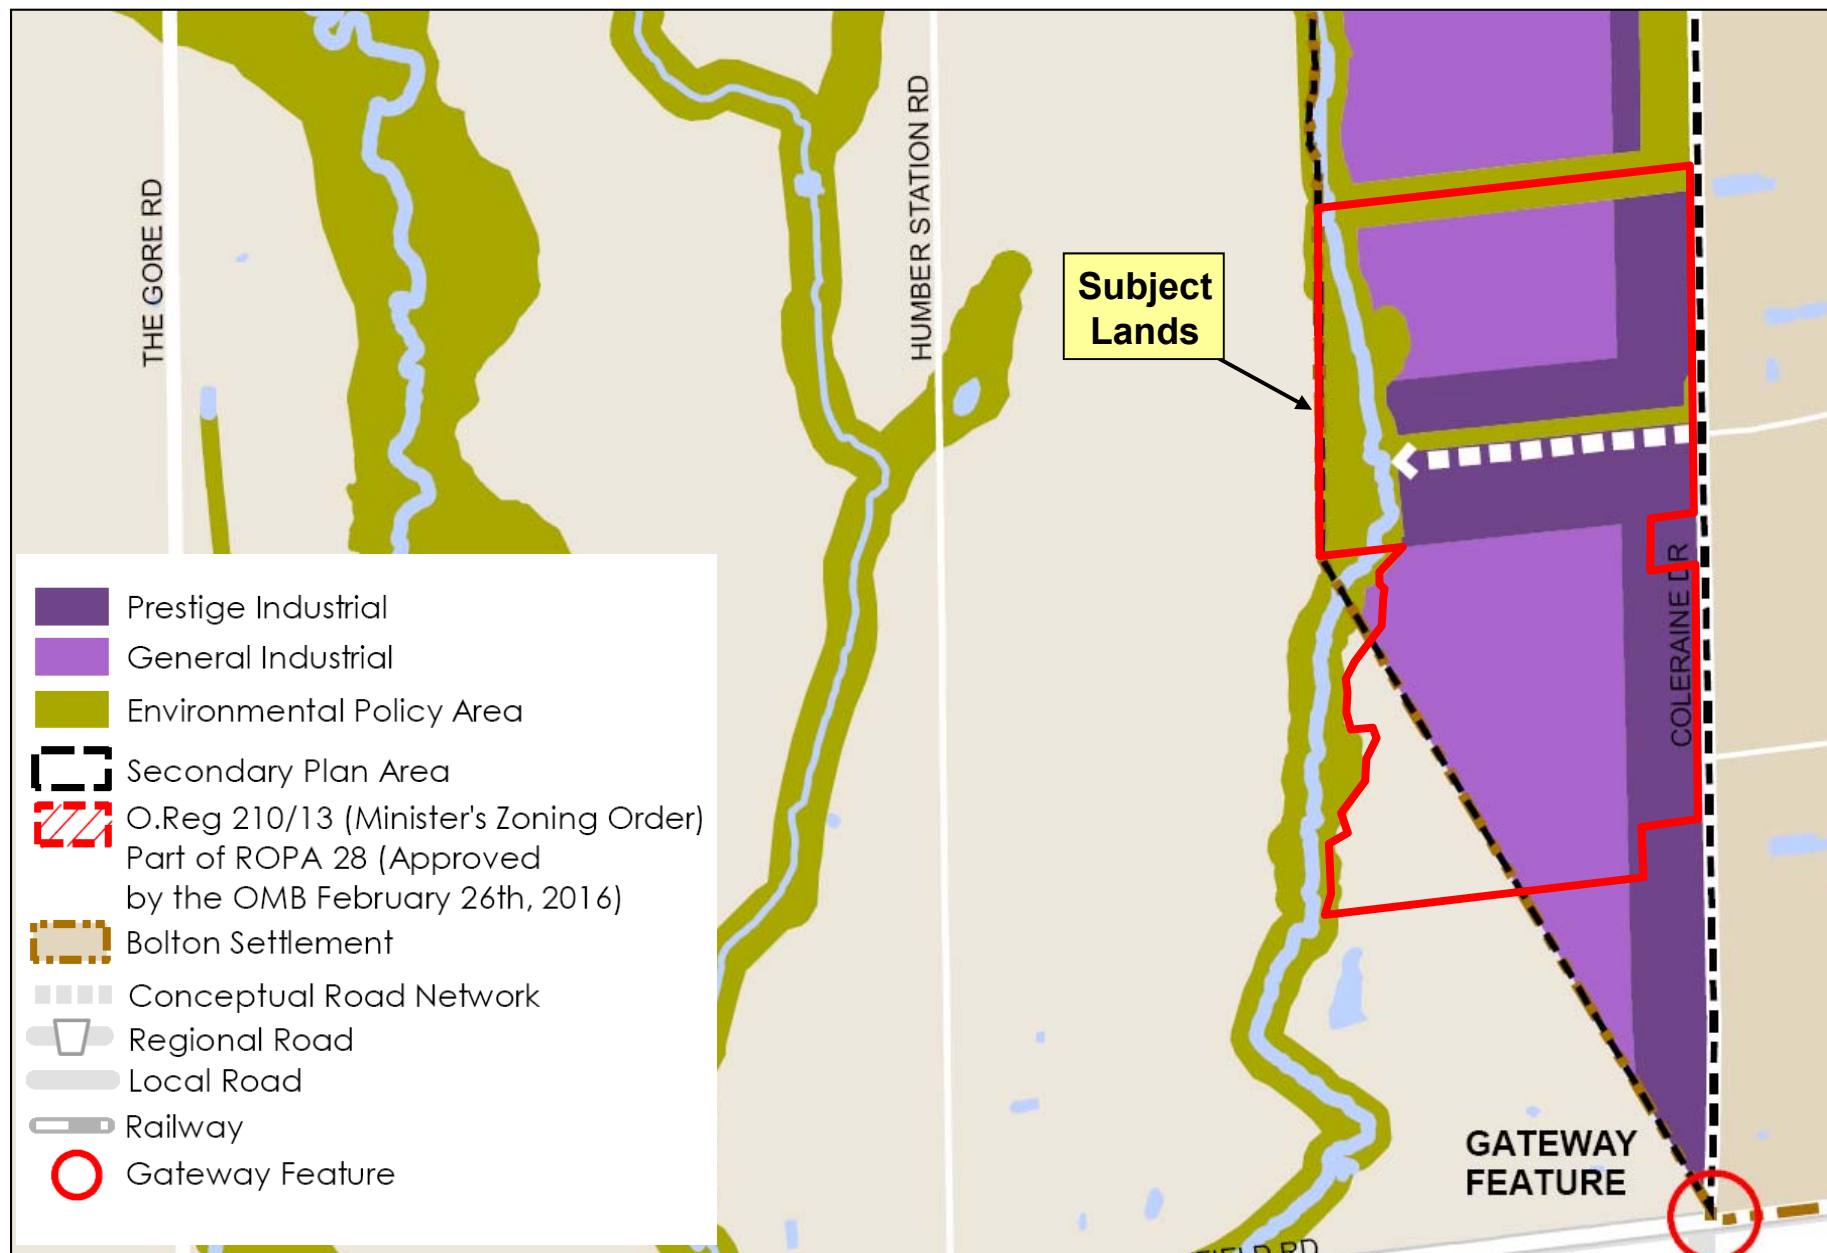 THE GORE RD
HUMBER STATION RD
Subject
Lands
COLERAINE DR
Prestige Industrial
General Industrial
Environmental Policy Area
Secondary Plan Area
O.Reg 210/13 (Minister's Zoning Order)
Part of ROPA 28 (Approved
by the OMB February 26th, 2016)
Bolton Settlement
Conceptual Road Network
Regional Road
Local Road
Railway
Gateway Feature
GATEWAY
FEATURE
RD